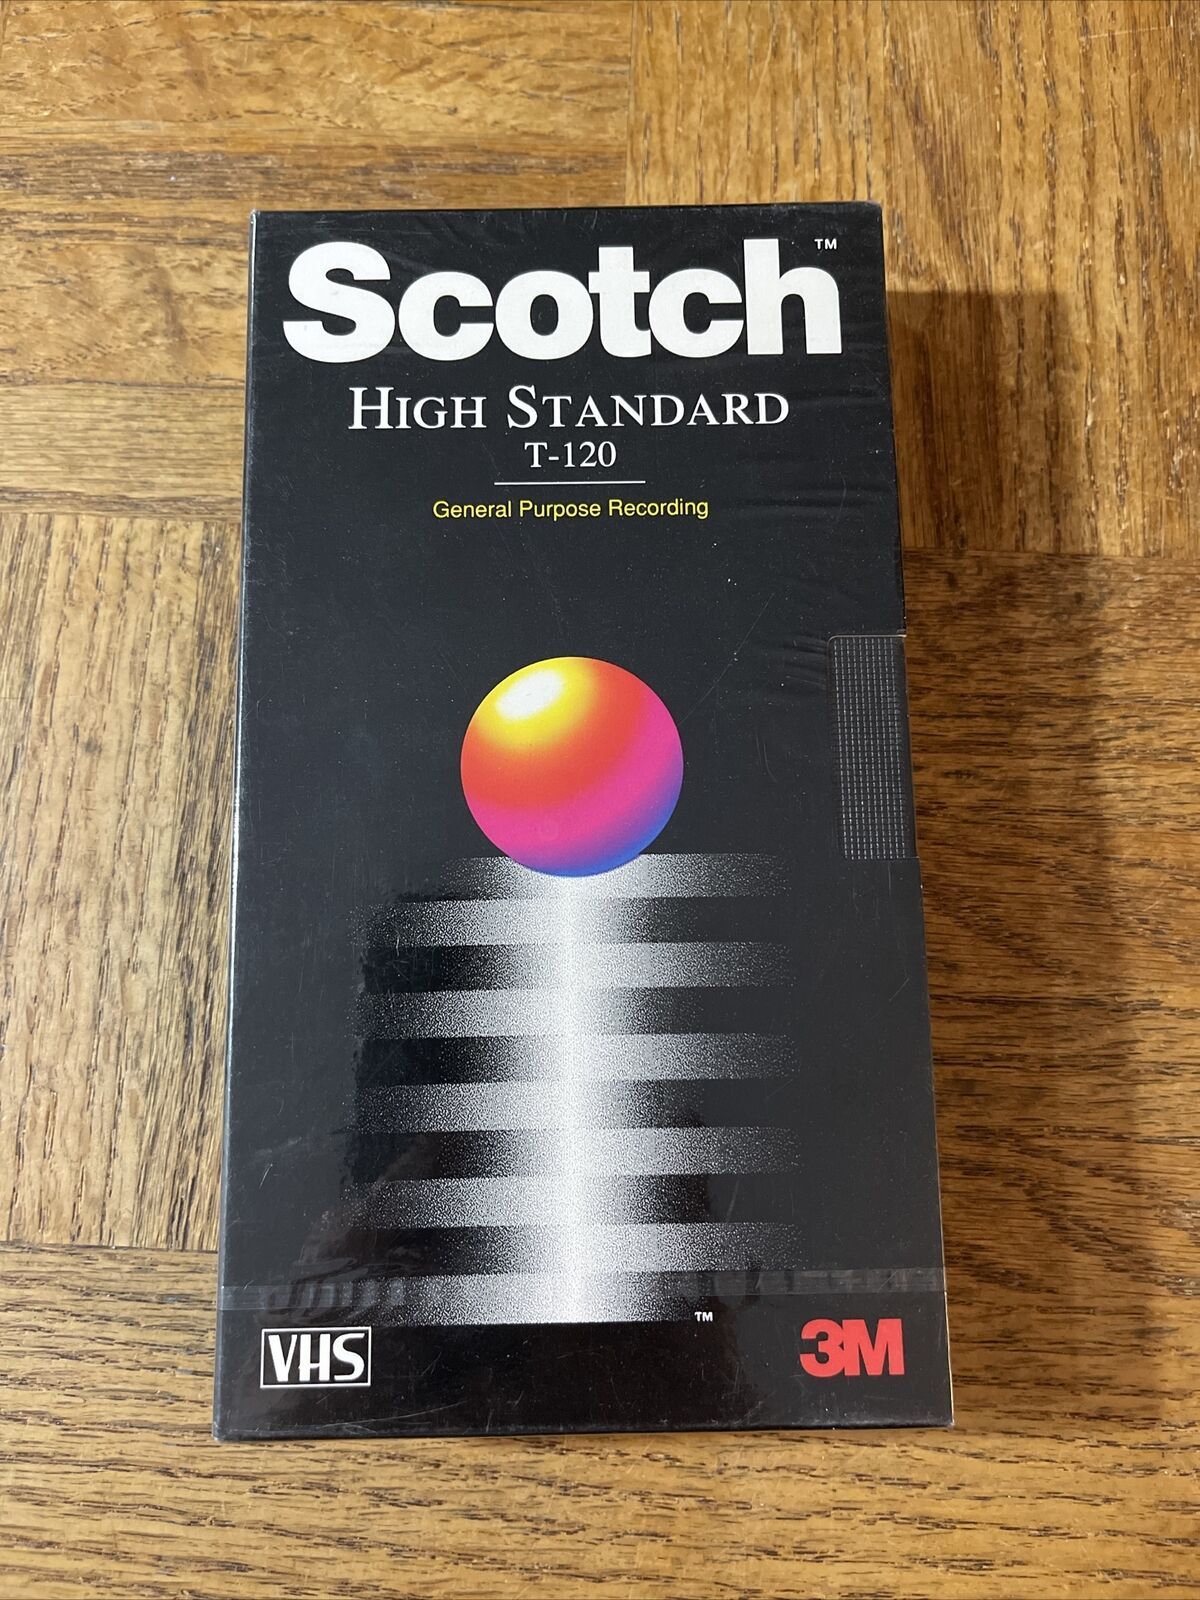 Scotch™
HIGH STANDARD
T-120
General Purpose Recording
™
VHS
3M